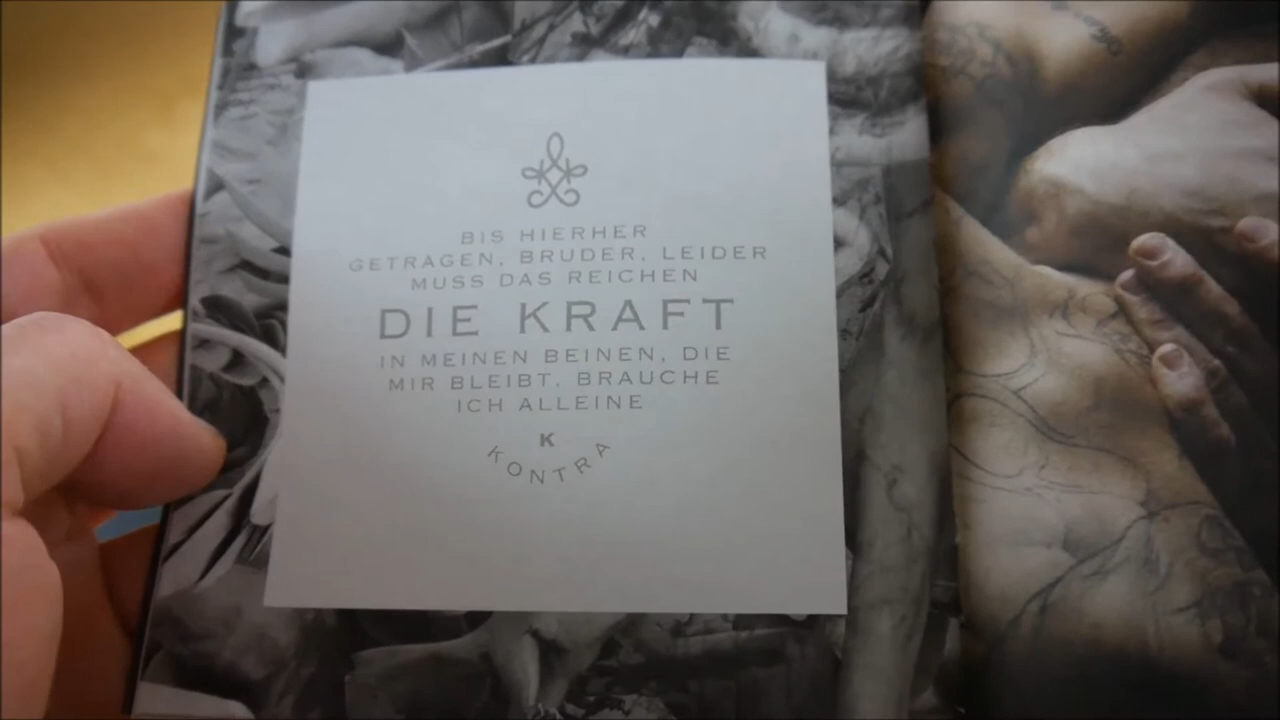 BIS HIERHER
GETRAGEN, BRUDER, LEIDER
MUSS DAS REICHEN
DIE KRAFT
IN MEINEN BEINEN, DIE
MIR BLEIBT, BRAUCHE
ICH ALLEINE
K
KONTRA